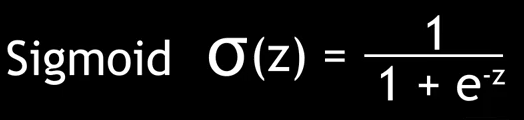 Sigmoid σ(z) = 1 / 1 + e^-z